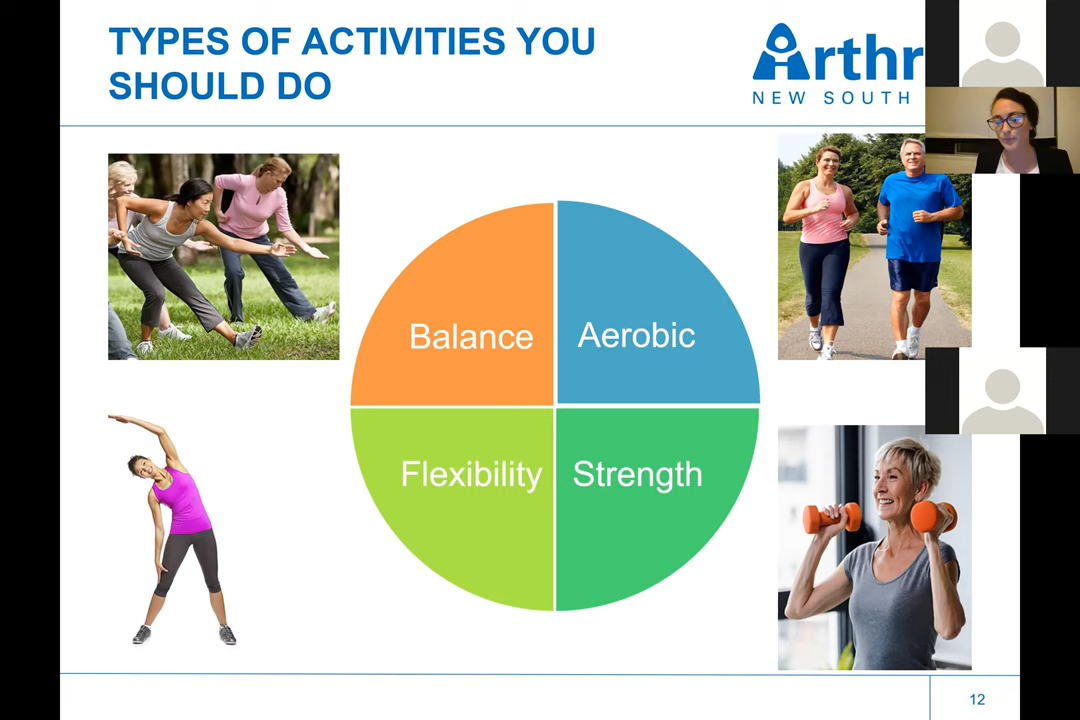 TYPES OF ACTIVITIES YOU
SHOULD DO
Arthr
NEW SOUTH
Balance
Aerobic
Flexibility
Strength
12